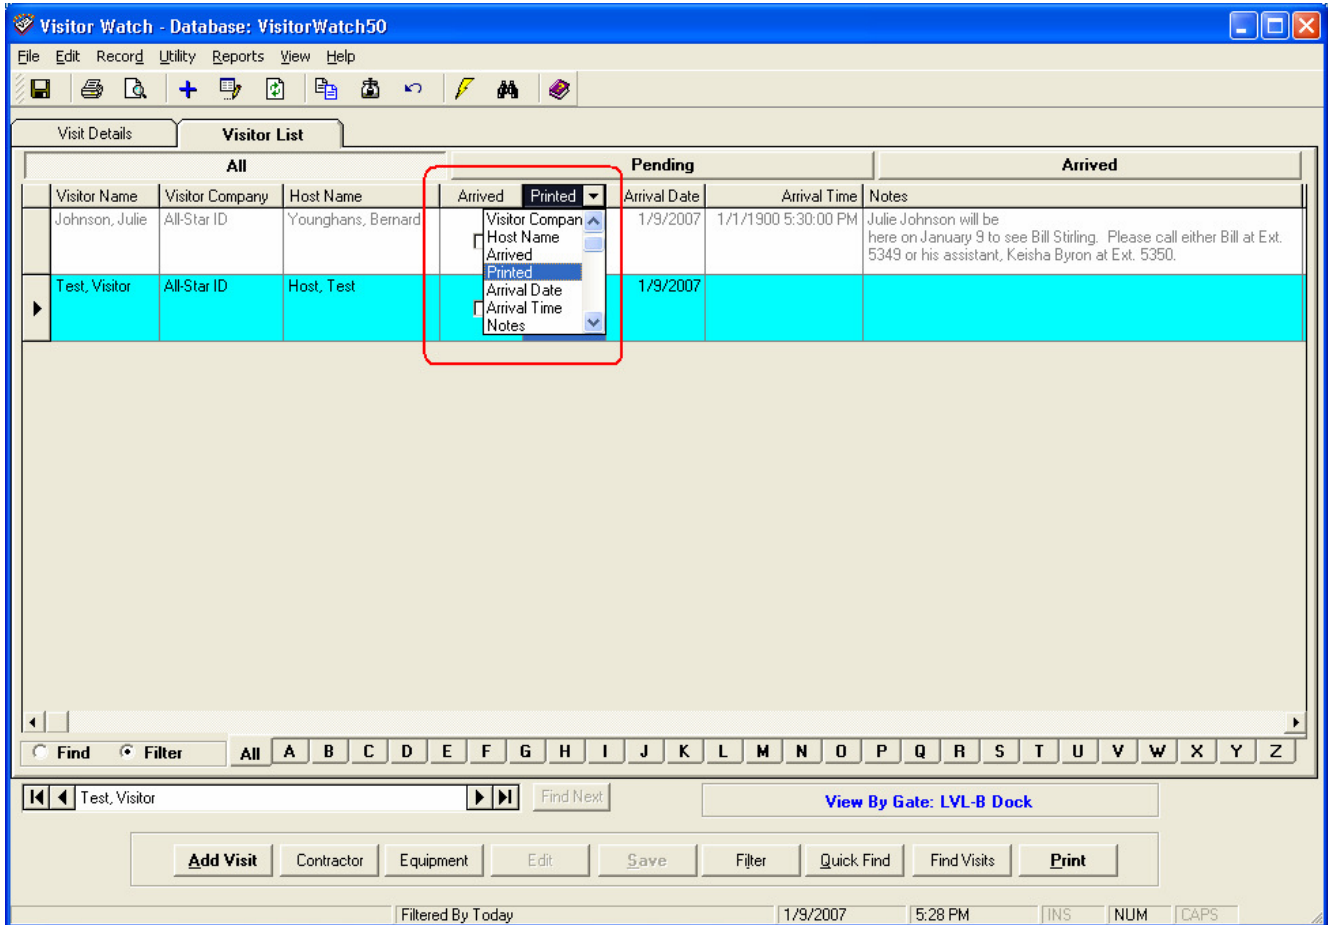 Visitor Watch - Database: VisitorWatch50
File Edit Record Utility Reports View Help
Visit Details Visitor List
All Pending Arrived
Visitor Name Visitor Company Host Name Arrived Printed Arrival Date Arrival Time Notes
Johnson, Julie All-Star ID Younghans, Bernard 1/9/2007 1/1/1900 5:30:00 PM Julie Johnson will be
here on January 9 to see Bill Stirling. Please call either Bill at Ext.
5349 or his assistant, Keisha Byron at Ext. 5350.
Visitor Compan
Host Name
Arrived
Printed
Arrival Date
Arrival Time
Notes
Test, Visitor All-Star ID Host, Test 1/9/2007
Find Filter All A B C D E F G H I J K L M N O P Q R S T U V W X Y Z
Test, Visitor Find Next View By Gate: LVL-B Dock
Add Visit Contractor Equipment Edit Save Filter Quick Find Find Visits Print
Filtered By Today 1/9/2007 5:28 PM INS NUM CAPS